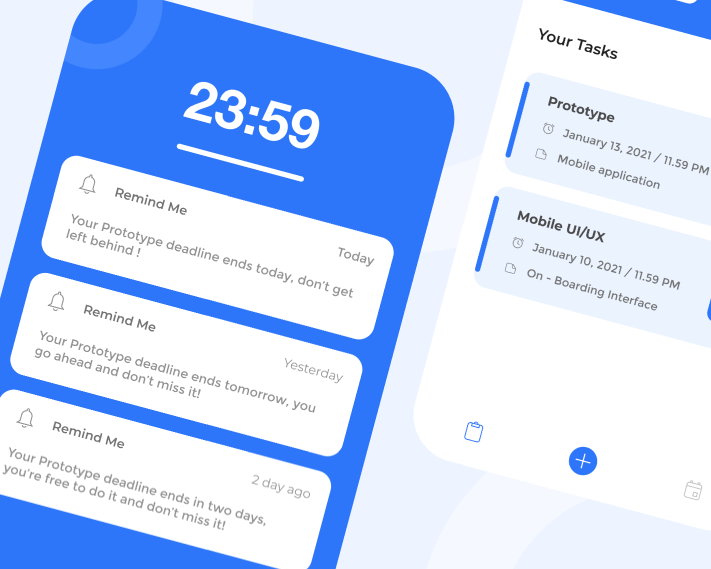 23:59
Remind Me
Today
Your Prototype deadline ends today, don't get
left behind !
Remind Me
Yesterday
Your Prototype deadline ends tomorrow, you
go ahead and don't miss it!
Remind Me
2 day ago
Your Prototype deadline ends in two days,
you're free to do it and don't miss it!
Your Tasks
Prototype
January 13, 2021 / 11.59 PM
Mobile application
Mobile UI/UX
January 10, 2021 / 11.59 PM
On - Boarding Interface